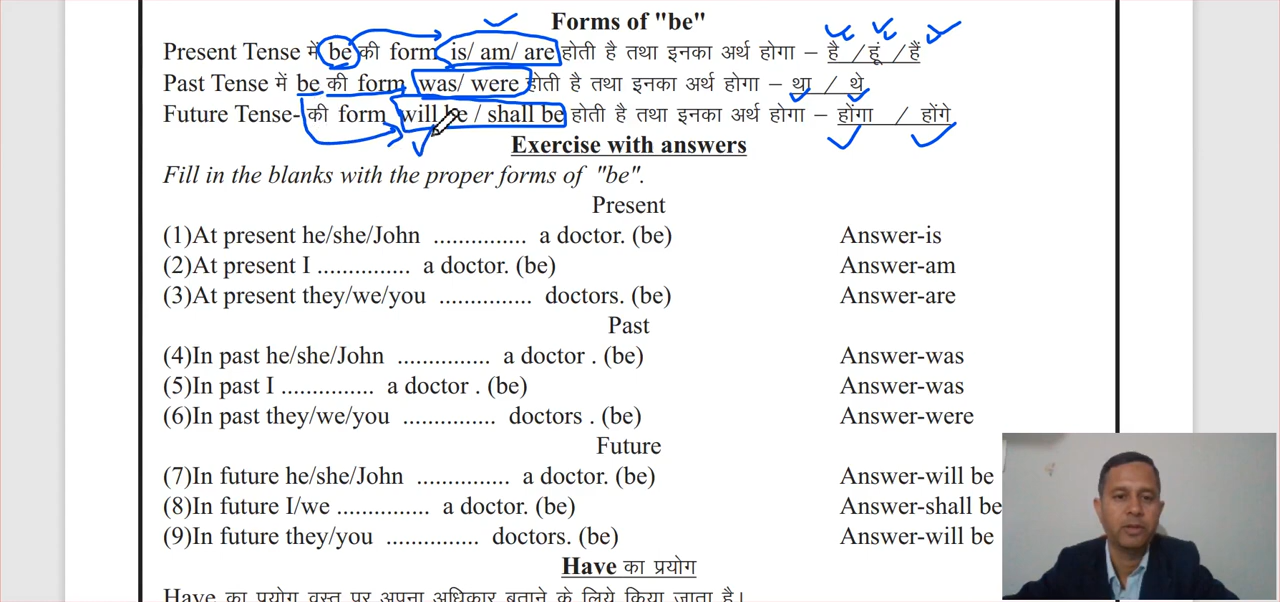 Forms of "be"
Present Tense में be की form is/ am/ are होती है तथा इनका अर्थ होगा – है /हूं /हैं
Past Tense में be की form was/ were होती है तथा इनका अर्थ होगा – था / थे
Future Tense- की form will be / shall be होती है तथा इनका अर्थ होगा – होंगा / होंगे
Exercise with answers
Fill in the blanks with the proper forms of "be".
Present
(1)At present he/she/John ............... a doctor. (be) Answer-is
(2)At present I ............... a doctor. (be) Answer-am
(3)At present they/we/you ............... doctors. (be) Answer-are
Past
(4)In past he/she/John ............... a doctor . (be) Answer-was
(5)In past I ............... a doctor . (be) Answer-was
(6)In past they/we/you ............... doctors . (be) Answer-were
Future
(7)In future he/she/John ............... a doctor. (be) Answer-will be
(8)In future I/we ............... a doctor. (be) Answer-shall be
(9)In future they/you ............... doctors. (be) Answer-will be
Have का प्रयोग
Have का प्रयोग वस्तु पर अपना अधिकार बताने के लिये किया जाता है।